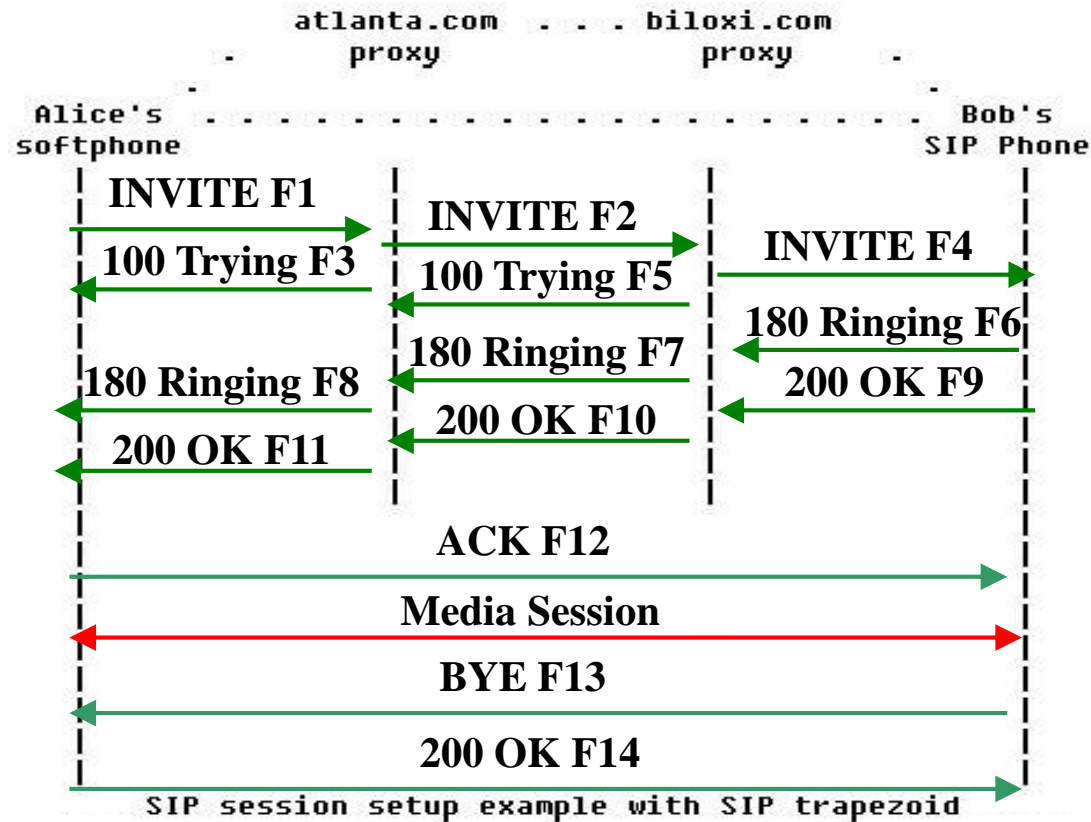 atlanta.com . . . biloxi.com
. proxy proxy .
. .
Alice's . . . . . . . . . . . . . . . . . . . . . . . . Bob's
softphone SIP Phone
INVITE F1
INVITE F2
INVITE F4
100 Trying F3
100 Trying F5
180 Ringing F6
180 Ringing F7
180 Ringing F8
200 OK F9
200 OK F10
200 OK F11
ACK F12
Media Session
BYE F13
200 OK F14
SIP session setup example with SIP trapezoid